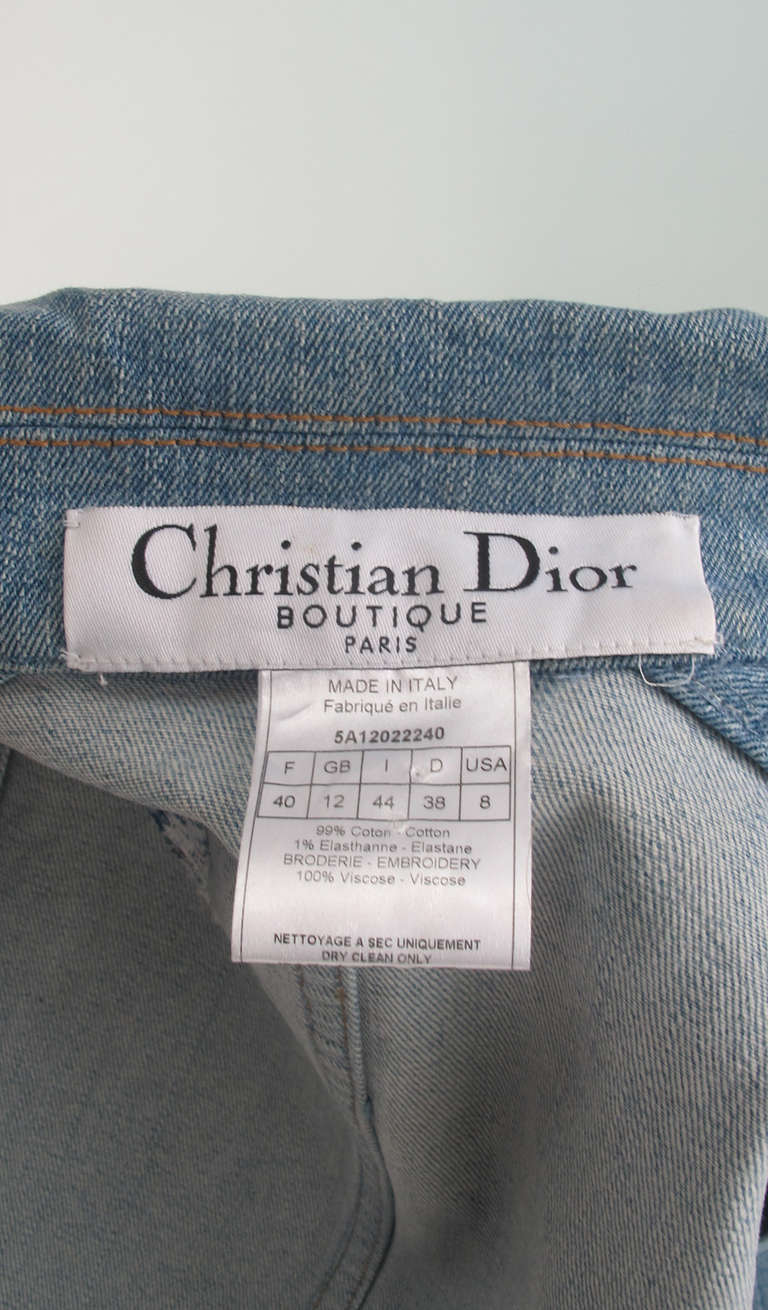 Christian Dior
BOUTIQUE
PARIS
MADE IN ITALY
Fabriqué en Italie
5A12022240
F GB I D USA
40 12 44 38 8
99% Coton - Cotton
1% Elasthanne - Elastane
BRODERIE - EMBROIDERY
100% Viscose - Viscose
NETTOYAGE A SEC UNIQUEMENT
DRY CLEAN ONLY